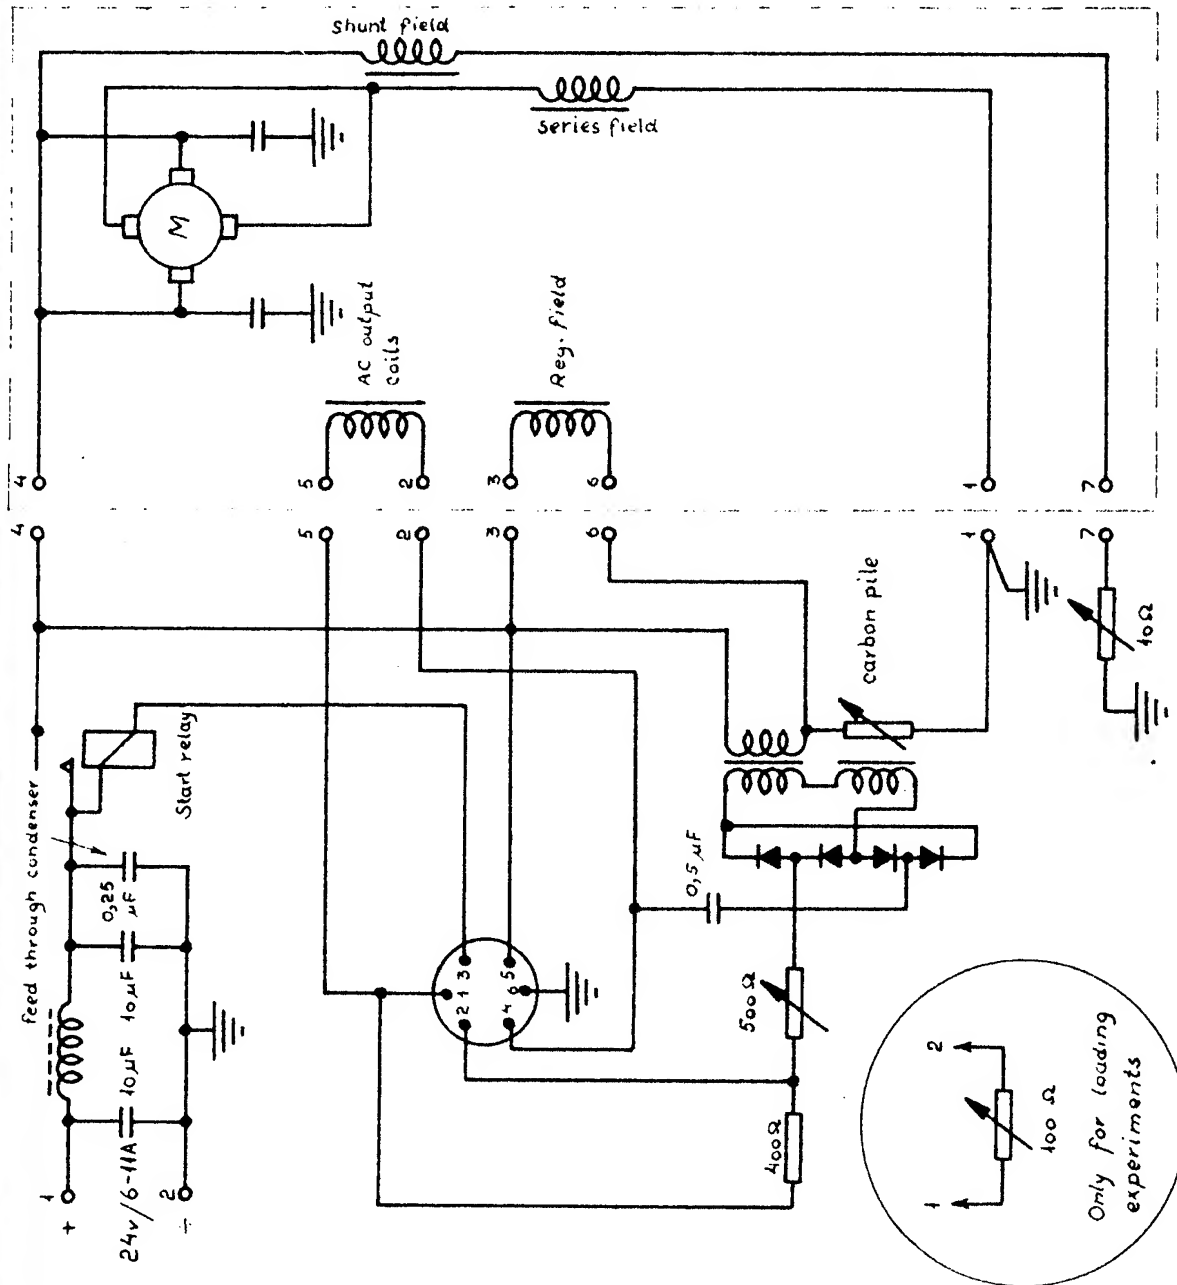 Shunt field
Series field
M
AC output
coils
Reg. field
4
5
2
3
6
1
7
4
5
2
3
6
1
7
feed through condenser
Start relay
0,25
µF
10µF
10µF
24v/6-11A
1
+
2
÷
carbon pile
10Ω
0,5 µF
3
5
1
6
2
4
500Ω
400Ω
1
2
100 Ω
Only for loading
experiments